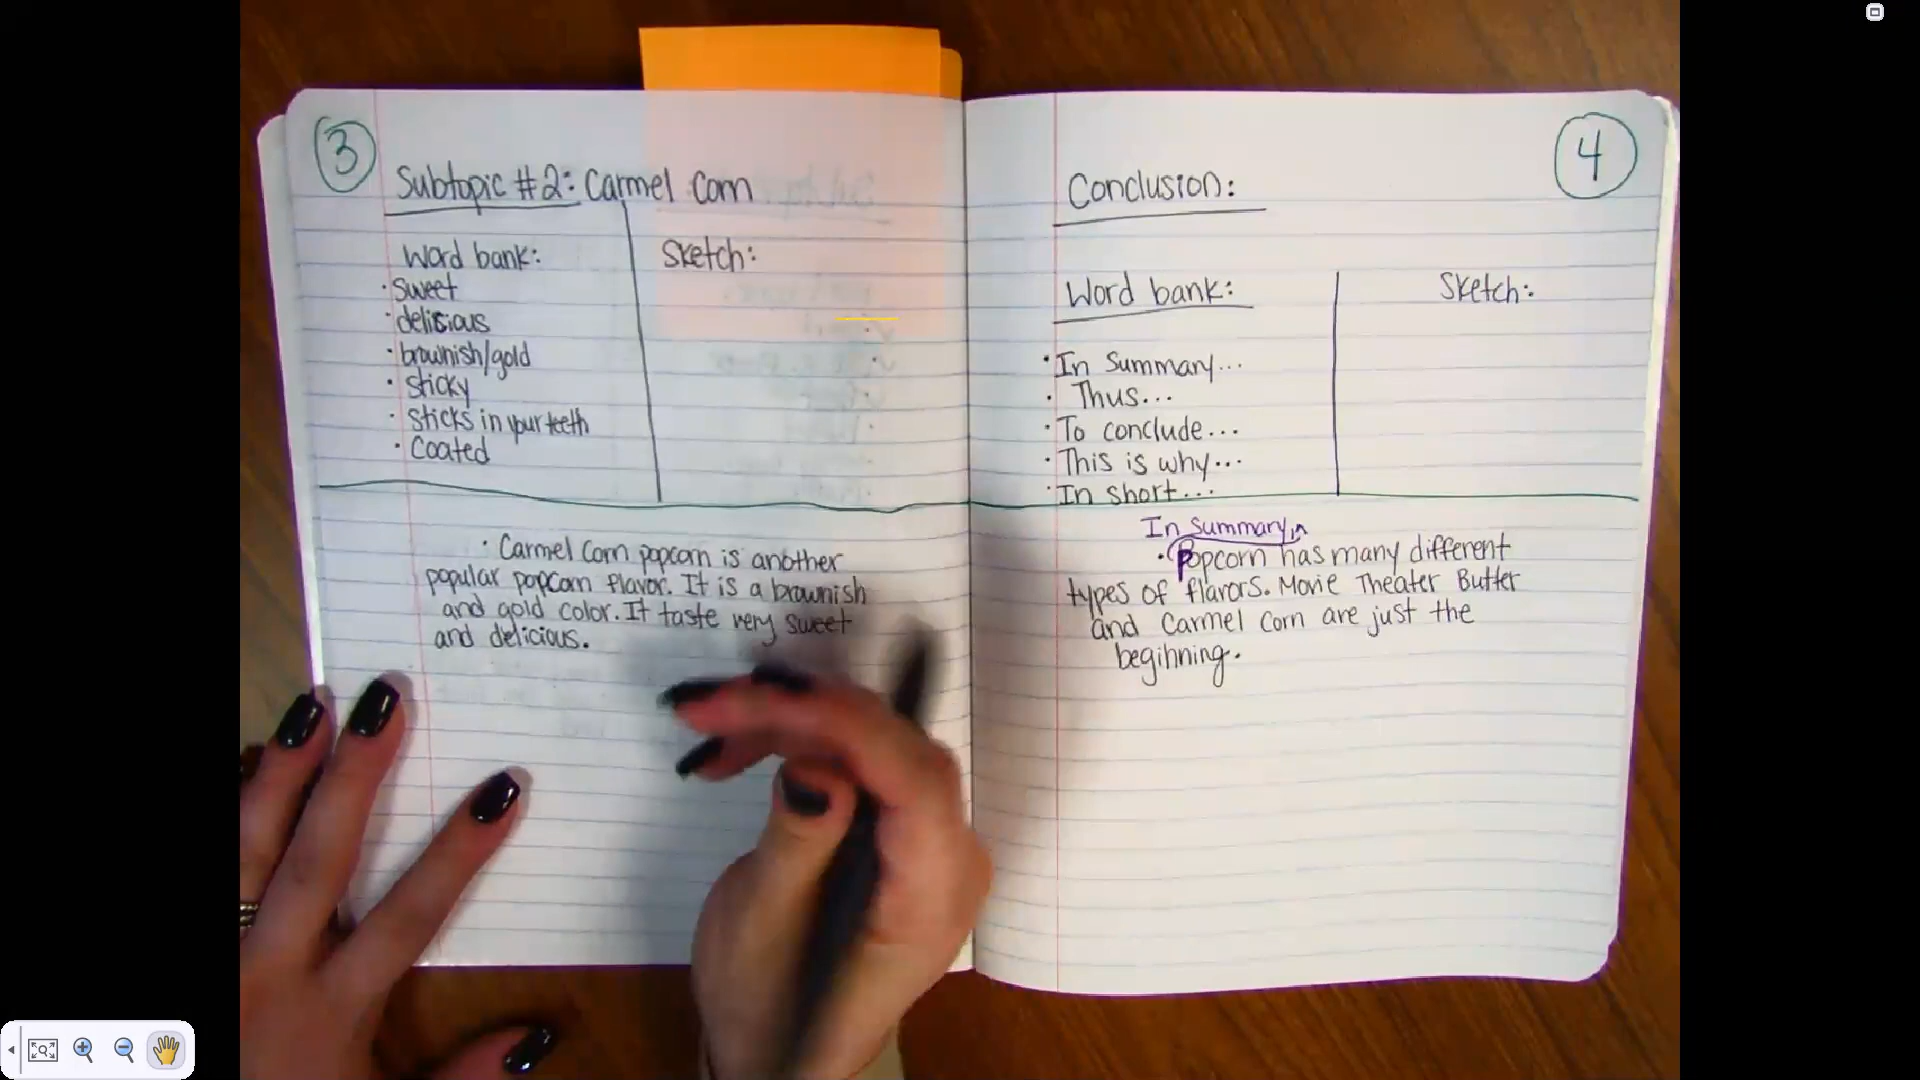 3
Subtopic #2: Carmel Corn
Word bank:
· Sweet
· delicious
· brownish/gold
· sticky
· sticks in your teeth
· Coated
Sketch:
· Carmel Corn popcorn is another
popular popcorn flavor. It is a brownish
and gold color. It taste very sweet
and delicious.
4
Conclusion:
Word bank:
· In Summary...
· Thus...
· To conclude...
· This is why...
· In short...
Sketch:
In summary,
· Popcorn has many different
types of flavors. Movie Theater Butter
and Carmel Corn are just the
beginning.